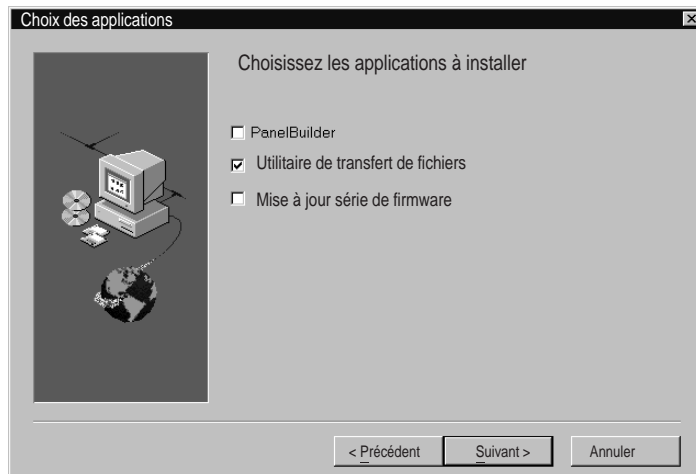 Choix des applications
Choisissez les applications à installer
PanelBuilder
Utilitaire de transfert de fichiers
Mise à jour série de firmware
< Précédent
Suivant >
Annuler